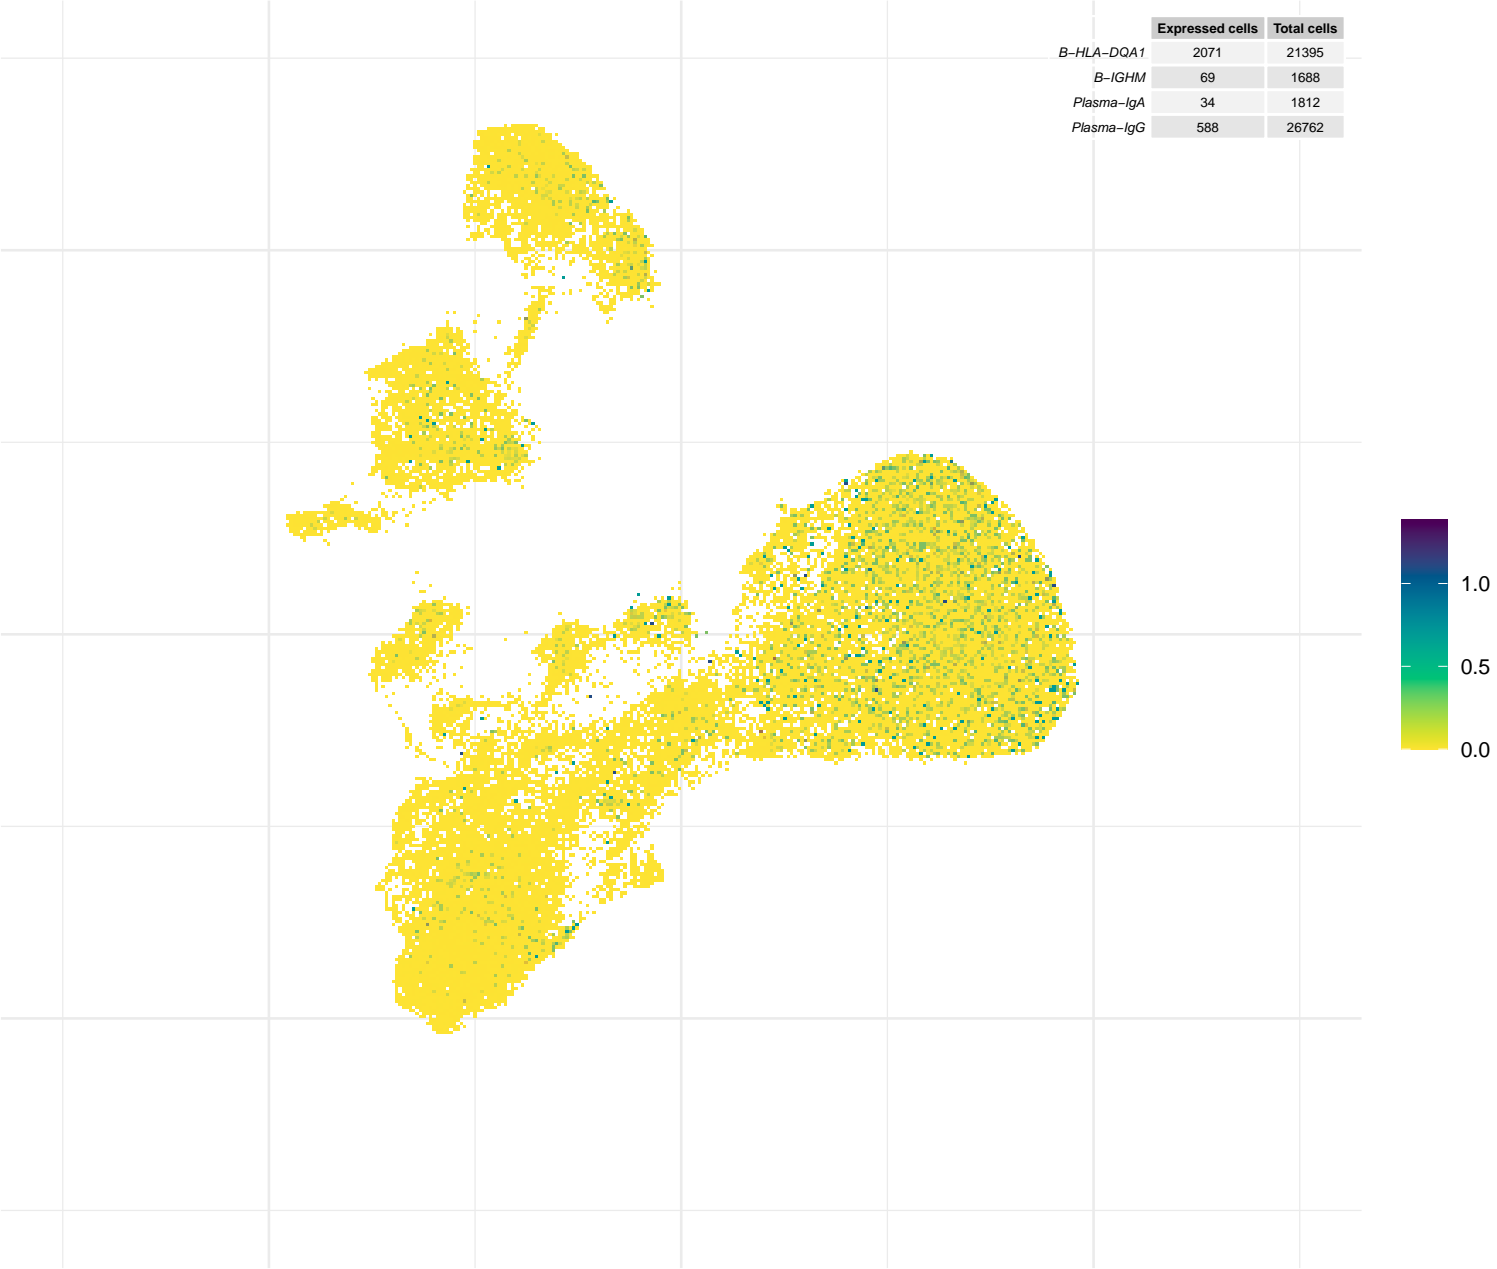 Expressed cells Total cells
B−HLA−DQA1 2071 21395
B−IGHM 69 1688
Plasma−IgA 34 1812
Plasma−IgG 588 26762
1.0
0.5
0.0